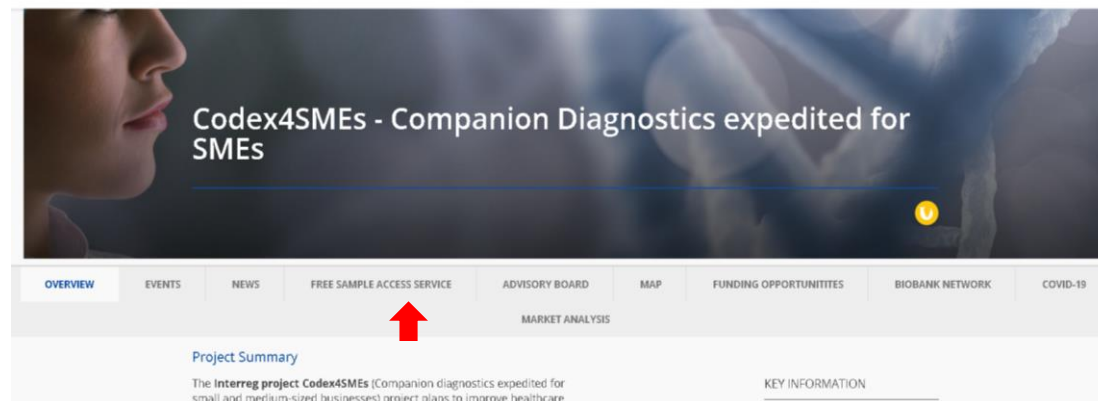 Codex4SMEs - Companion Diagnostics expedited for
SMEs
OVERVIEW EVENTS NEWS FREE SAMPLE ACCESS SERVICE ADVISORY BOARD MAP FUNDING OPPORTUNITITES BIOBANK NETWORK COVID-19
MARKET ANALYSIS
Project Summary
The Interreg project Codex4SMEs (Companion diagnostics expedited for
small and medium-sized businesses) project plans to improve healthcare
KEY INFORMATION